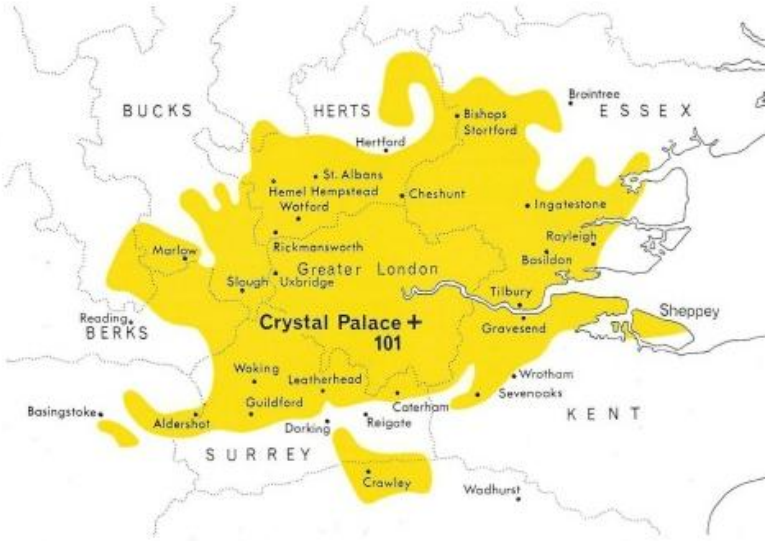 Braintree
BUCKS
HERTS
ESSEX
Bishops
Stortford
Hertford
St. Albans
Hemel Hempstead
Cheshunt
Watford
Ingatestone
Rickmansworth
Rayleigh
Marlow
Basildon
Greater London
Slough
Uxbridge
Tilbury
Sheppey
Reading
BERKS
Crystal Palace +
101
Gravesend
Woking
Leatherhead
Wrotham
Sevenoaks
Basingstoke
Aldershot
Guildford
Caterham
KENT
Dorking
Reigate
SURREY
Crawley
Wadhurst